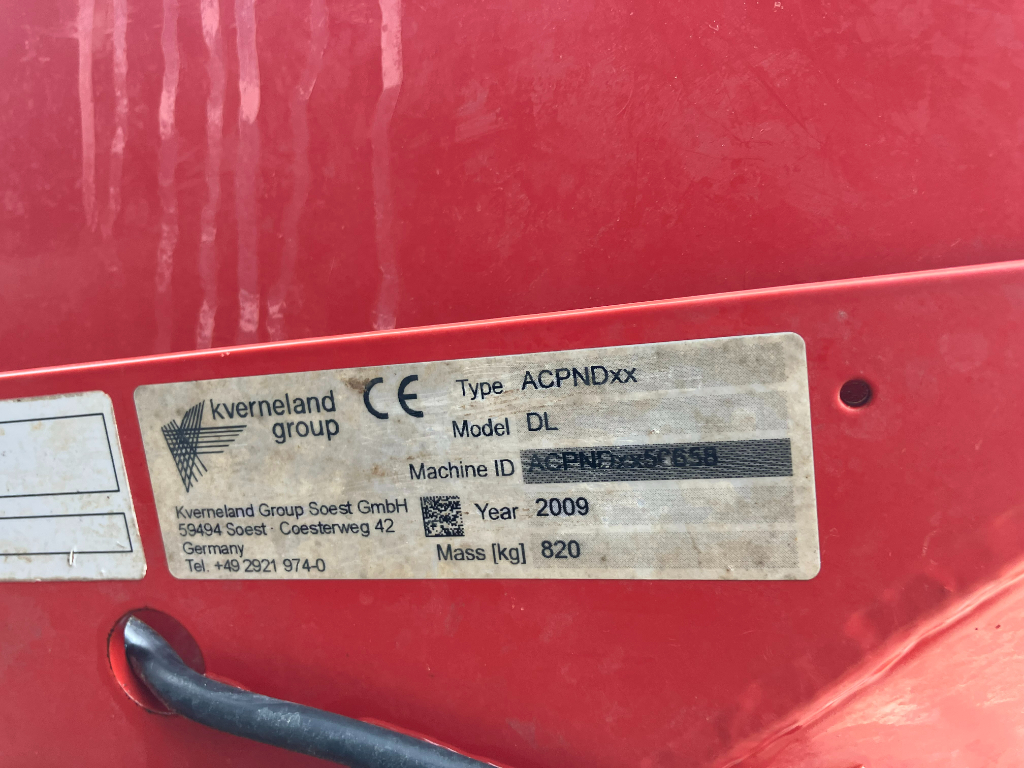 kverneland
group
CE
Type ACPNDxx
Model DL
Machine ID
Year 2009
Mass [kg] 820
Kverneland Group Soest GmbH
59494 Soest · Coesterweg 42
Germany
Tel. +49 2921 974-0